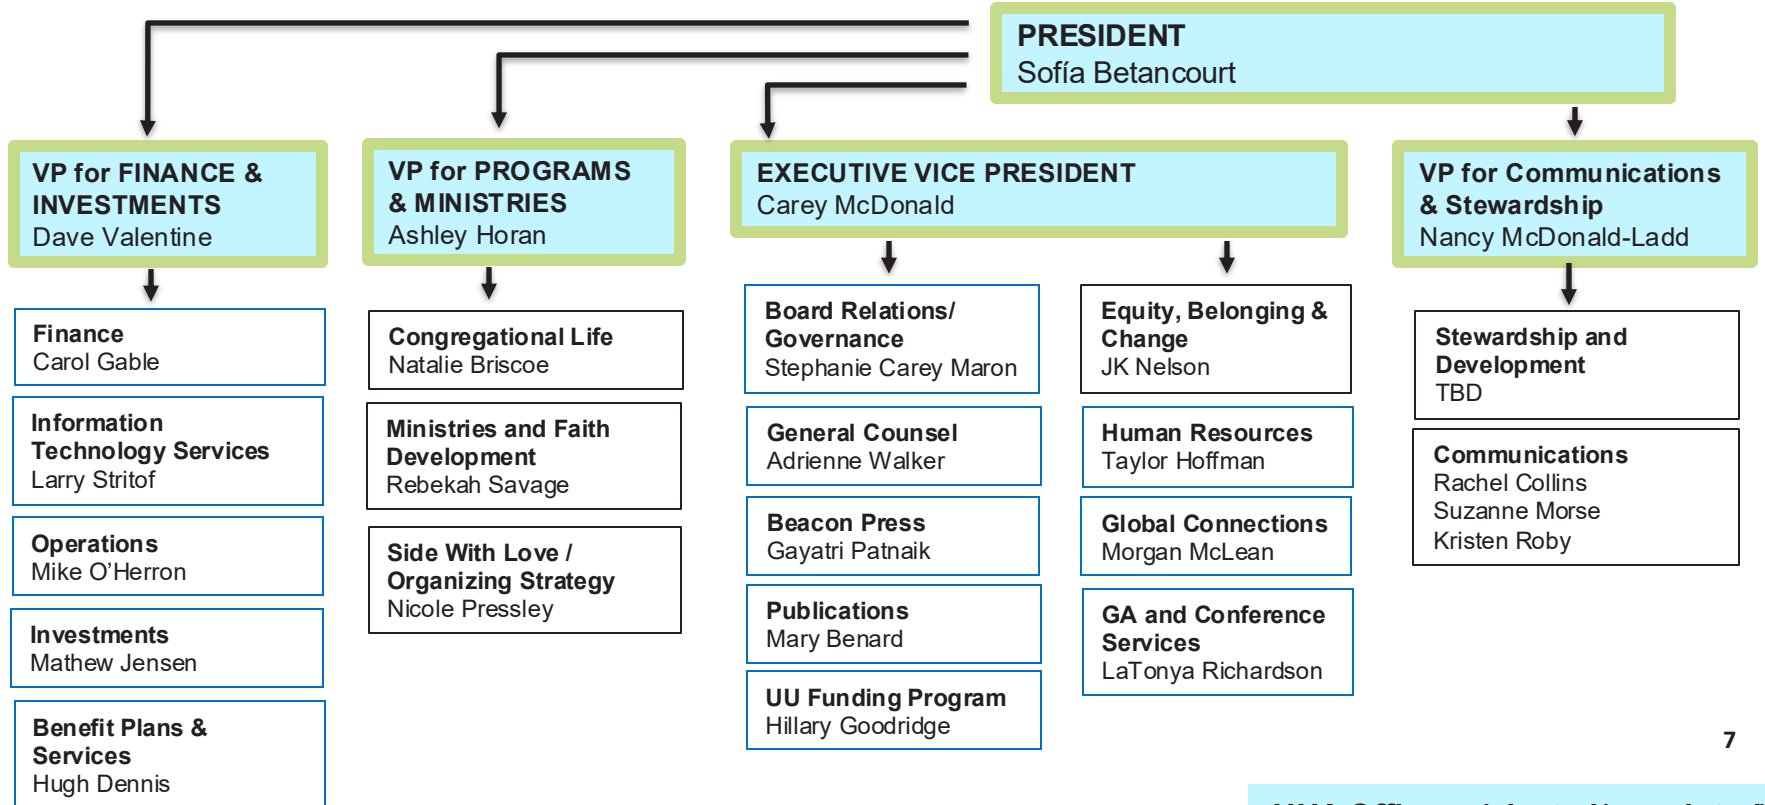 PRESIDENT
Sofía Betancourt
VP for FINANCE &
INVESTMENTS
Dave Valentine
Finance
Carol Gable
Information
Technology Services
Larry Stritof
Operations
Mike O’Herron
Investments
Mathew Jensen
Benefit Plans &
Services
Hugh Dennis
VP for PROGRAMS
& MINISTRIES
Ashley Horan
Congregational Life
Natalie Briscoe
Ministries and Faith
Development
Rebekah Savage
Side With Love /
Organizing Strategy
Nicole Pressley
EXECUTIVE VICE PRESIDENT
Carey McDonald
Board Relations/
Governance
Stephanie Carey Maron
General Counsel
Adrienne Walker
Beacon Press
Gayatri Patnaik
Publications
Mary Benard
UU Funding Program
Hillary Goodridge
Equity, Belonging &
Change
JK Nelson
Human Resources
Taylor Hoffman
Global Connections
Morgan McLean
GA and Conference
Services
LaTonya Richardson
VP for Communications
& Stewardship
Nancy McDonald-Ladd
Stewardship and
Development
TBD
Communications
Rachel Collins
Suzanne Morse
Kristen Roby
7